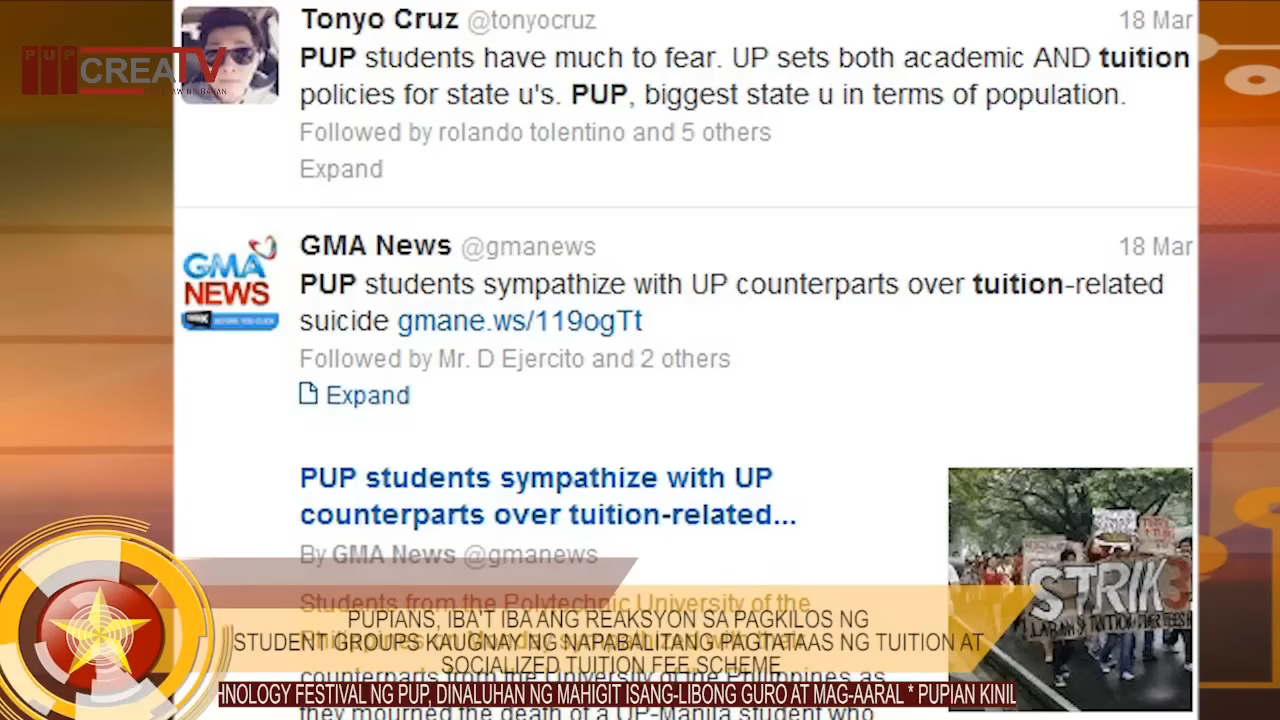 Tonyo Cruz @tonyocruz 18 Mar
PUP students have much to fear. UP sets both academic AND tuition
policies for state u's. PUP, biggest state u in terms of population.
Followed by rolando tolentino and 5 others
Expand
PUP
CREATV
GMA News @gmanews 18 Mar
PUP students sympathize with UP counterparts over tuition-related
suicide gmane.ws/119ogTt
Followed by Mr. D Ejercito and 2 others
Expand
GMA
NEWS
PUP students sympathize with UP
counterparts over tuition-related...
By GMA News @gmanews
Students from the Polytechnic University of the
counterparts from the University of the Philippines as
they mourned the death of a UP-Manila student who
STRIK3
PUPIANS, IBA'T IBA ANG REAKSYON SA PAGKILOS NG
STUDENT GROUPS KAUGNAY NG NAPABALITANG PAGTATAAS NG TUITION AT
SOCIALIZED TUITION FEE SCHEME
HNOLOGY FESTIVAL NG PUP, DINALUHAN NG MAHIGIT ISANG-LIBONG GURO AT MAG-AARAL * PUPIAN KINIL